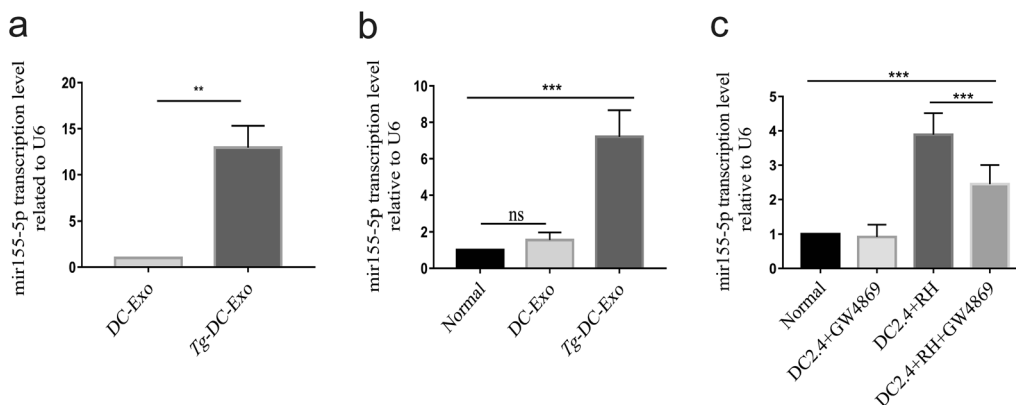 a
mir155-5p transcription level
related to U6
20
15
10
5
0
**
DC-Exo
Tg-DC-Exo
b
mir155-5p transcription level
relative to U6
10
8
6
4
2
0
***
ns
Normal
DC-Exo
Tg-DC-Exo
c
mir155-5p transcription level
relative to U6
5
4
3
2
1
0
***
***
Normal
DC2.4+GW4869
DC2.4+RH
DC2.4+RH+GW4869